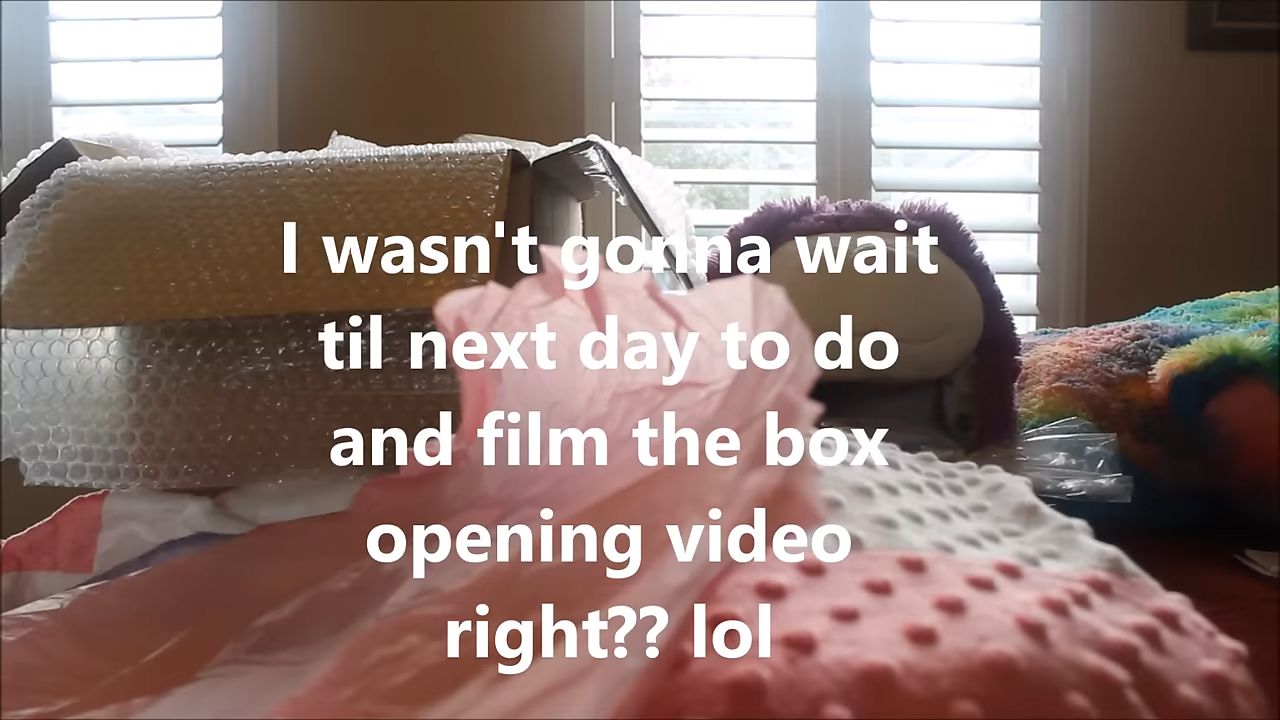 I wasn't gonna wait
til next day to do
and film the box
opening video
right?? lol